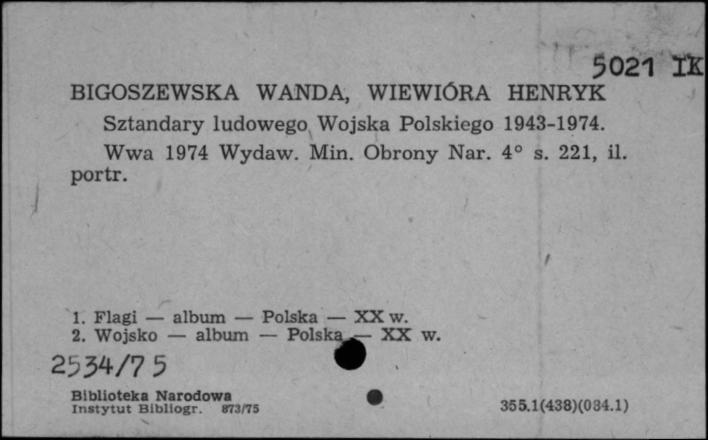 5021 IK
BIGOSZEWSKA WANDA, WIEWIÓRA HENRYK
Sztandary ludowego Wojska Polskiego 1943-1974.
Wwa 1974 Wydaw. Min. Obrony Nar. 4° s. 221, il.
portr.
1. Flagi — album — Polska — XX w.
2. Wojsko — album — Polska — XX w.
2534/75
Biblioteka Narodowa
Instytut Bibliogr. 873/75
355.1(438)(084.1)